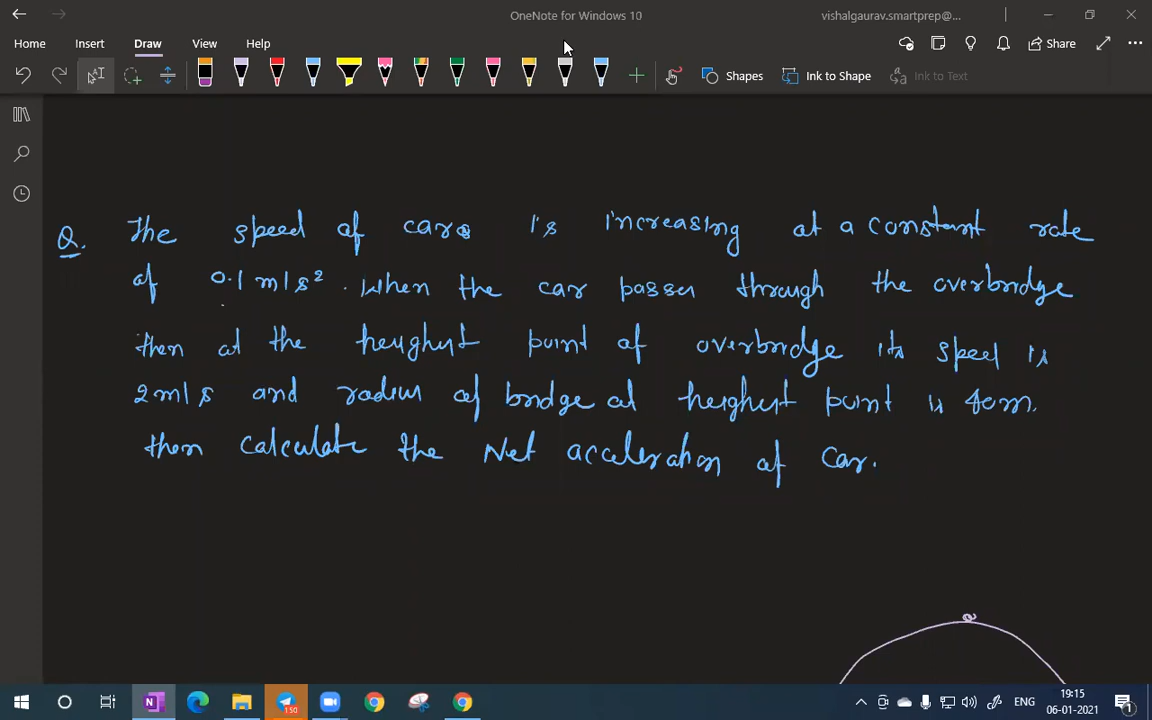 OneNote for Windows 10
vishalgaurav.smartprep@...
Home Insert Draw View Help
Share
Shapes Ink to Shape Ink to Text
Q. The speed of cars is increasing at a constant rate
of 0.1 m/s². When the car passes through the overbridge
then at the heighest point of overbridge its speed is
2m/s and radius of bridge at heighest point is 40m.
then calculate the Net acceleration of car.
150
ENG
19:15
06-01-2021
1